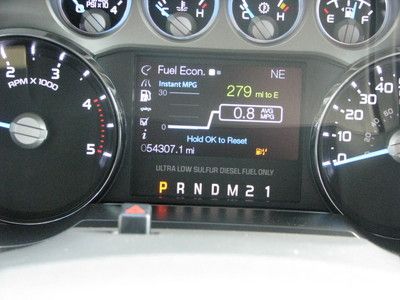 PSI X 10
C H
F
E F
Fuel Econ.
NE
Instant MPG
30
279 mi to E
0.8 AVG MPG
0
Hold OK to Reset
054307.1 mi
ULTRA LOW SULFUR DIESEL FUEL ONLY
P R N D M 2 1
RPM X 1000
2
3
4
5
30
20
10
0